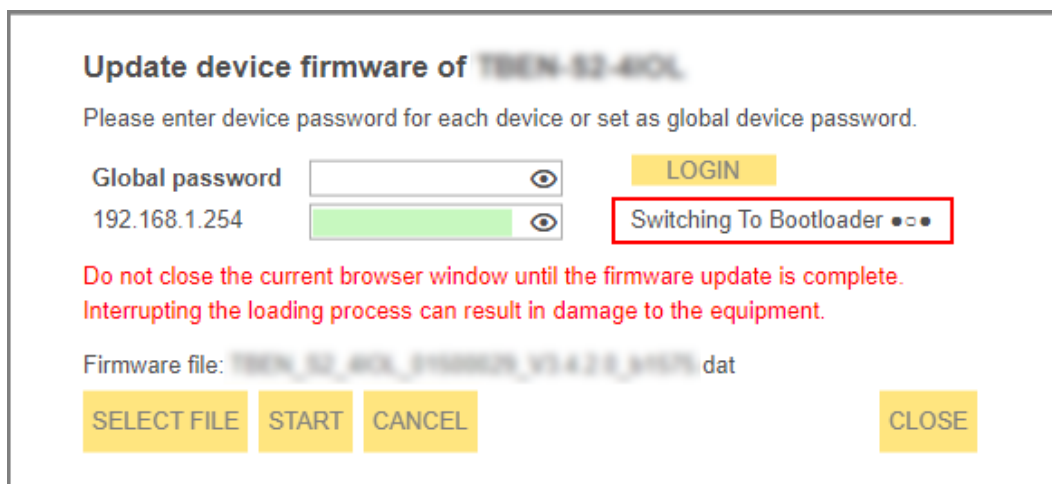 Update device firmware of
Please enter device password for each device or set as global device password.
Global password LOGIN
192.168.1.254 Switching To Bootloader
Do not close the current browser window until the firmware update is complete.
Interrupting the loading process can result in damage to the equipment.
Firmware file: dat
SELECT FILE START CANCEL CLOSE